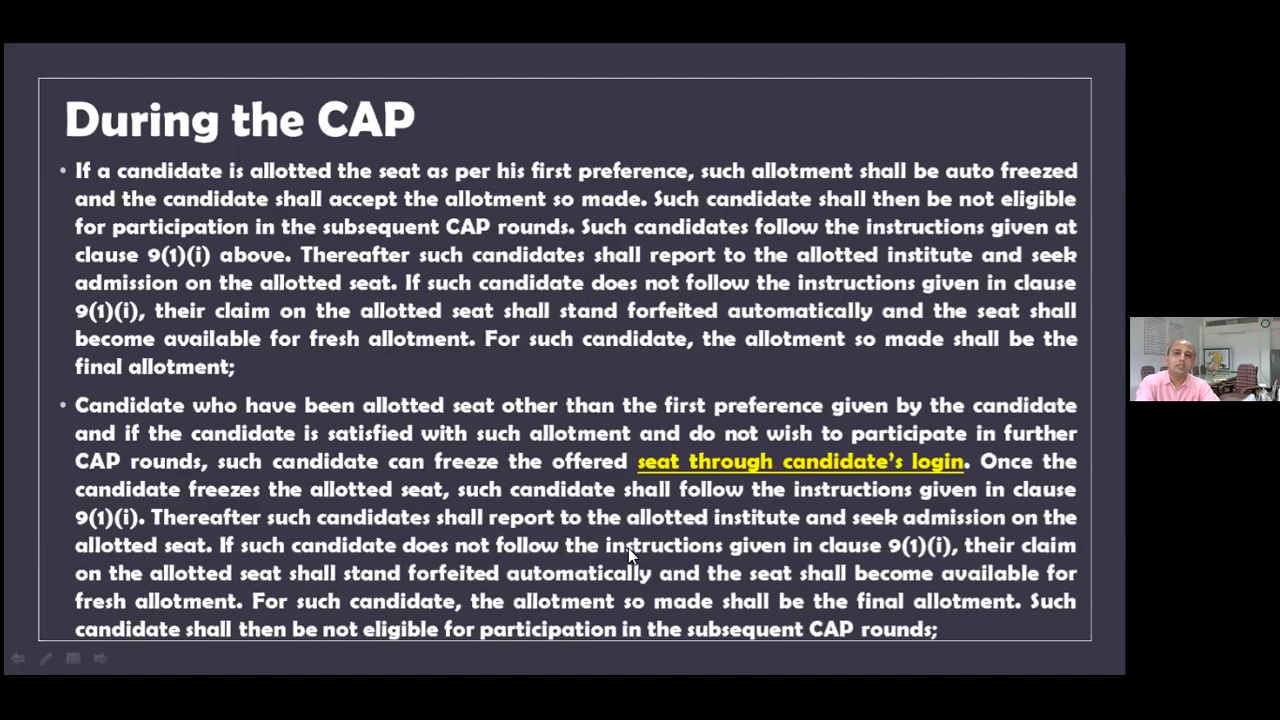 During the CAP
• If a candidate is allotted the seat as per his first preference, such allotment shall be auto freezed
and the candidate shall accept the allotment so made. Such candidate shall then be not eligible
for participation in the subsequent CAP rounds. Such candidates follow the instructions given at
clause 9(1)(i) above. Thereafter such candidates shall report to the allotted institute and seek
admission on the allotted seat. If such candidate does not follow the instructions given in clause
9(1)(i), their claim on the allotted seat shall stand forfeited automatically and the seat shall
become available for fresh allotment. For such candidate, the allotment so made shall be the
final allotment;
• Candidate who have been allotted seat other than the first preference given by the candidate
and if the candidate is satisfied with such allotment and do not wish to participate in further
CAP rounds, such candidate can freeze the offered seat through candidate’s login. Once the
candidate freezes the allotted seat, such candidate shall follow the instructions given in clause
9(1)(i). Thereafter such candidates shall report to the allotted institute and seek admission on the
allotted seat. If such candidate does not follow the instructions given in clause 9(1)(i), their claim
on the allotted seat shall stand forfeited automatically and the seat shall become available for
fresh allotment. For such candidate, the allotment so made shall be the final allotment. Such
candidate shall then be not eligible for participation in the subsequent CAP rounds;